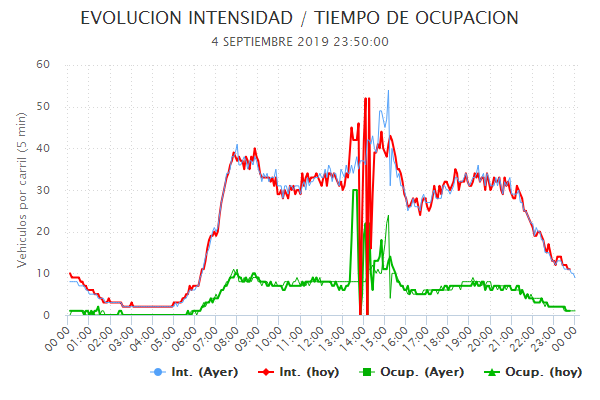 EVOLUCION INTENSIDAD / TIEMPO DE OCUPACION
4 SEPTIEMBRE 2019 23:50:00
Vehiculos por carril (5 min)
60
50
40
30
20
10
0
00:00 01:00 02:00 03:00 04:00 05:00 06:00 07:00 08:00 09:00 10:00 11:00 12:00 13:00 14:00 15:00 16:00 17:00 18:00 19:00 20:00 21:00 22:00 23:00 00:00
Int. (Ayer) Int. (hoy) Ocup. (Ayer) Ocup. (hoy)